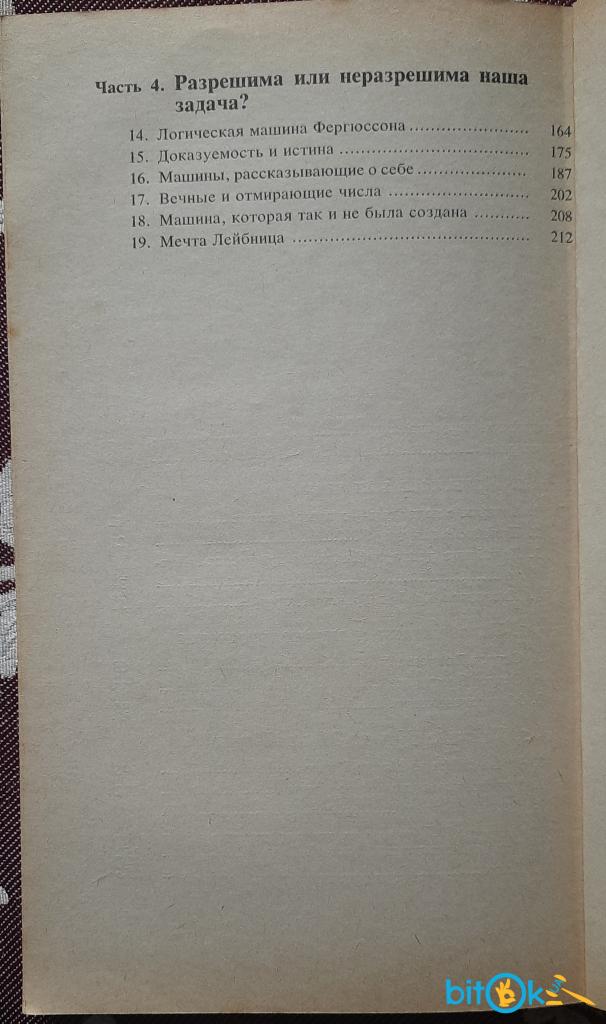 Часть 4. Разрешима или неразрешима наша
задача?
14. Логическая машина Фергюссона ........................ 164
15. Доказуемость и истина ................................... 175
16. Машины, рассказывающие о себе ..................... 187
17. Вечные и отмирающие числа ......................... 202
18. Машина, которая так и не была создана .......... 208
19. Мечта Лейбница ........................................... 212
bitok